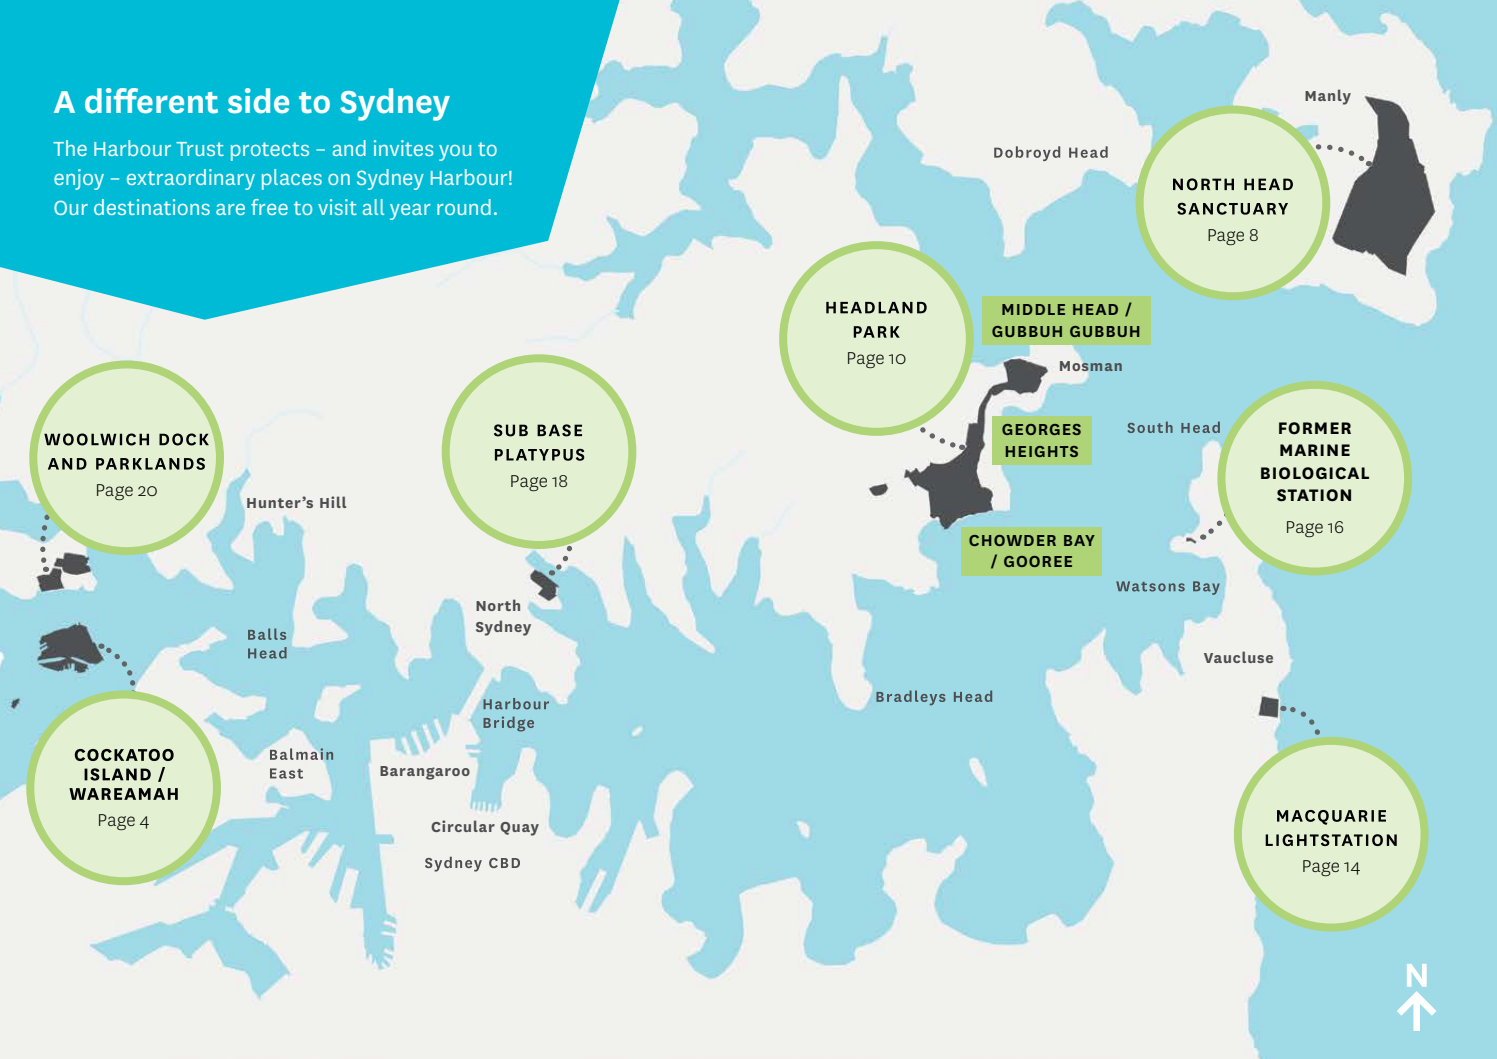 A different side to Sydney
The Harbour Trust protects – and invites you to
enjoy – extraordinary places on Sydney Harbour!
Our destinations are free to visit all year round.
Manly
Dobroyd Head
NORTH HEAD
SANCTUARY
Page 8
HEADLAND
PARK
Page 10
MIDDLE HEAD /
GUBBUH GUBBUH
Mosman
GEORGES
HEIGHTS
CHOWDER BAY
/ GOOREE
South Head
FORMER
MARINE
BIOLOGICAL
STATION
Page 16
WOOLWICH DOCK
AND PARKLANDS
Page 20
SUB BASE
PLATYPUS
Page 18
Hunter's Hill
North
Sydney
Watsons Bay
Balls
Head
Vaucluse
Bradleys Head
Harbour
Bridge
COCKATOO
ISLAND /
WAREAMAH
Page 4
Balmain
East
Barangaroo
Circular Quay
Sydney CBD
MACQUARIE
LIGHTSTATION
Page 14
N